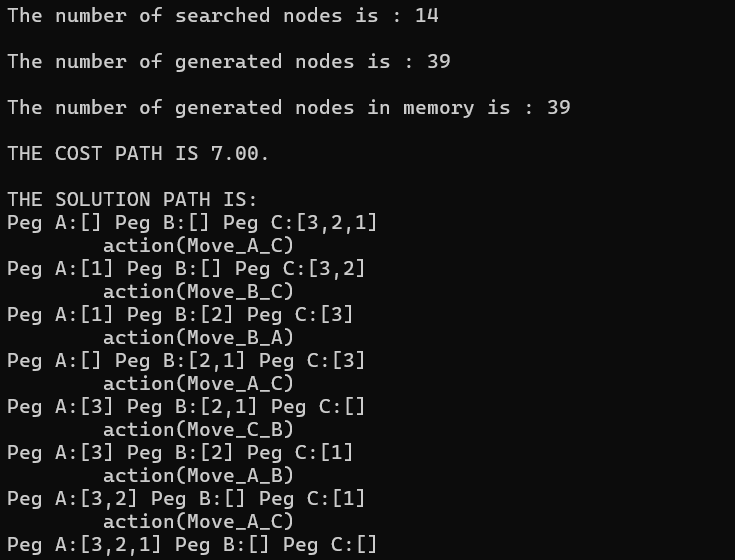 The number of searched nodes is : 14
The number of generated nodes is : 39
The number of generated nodes in memory is : 39
THE COST PATH IS 7.00.
THE SOLUTION PATH IS:
Peg A:[] Peg B:[] Peg C:[3,2,1]
action(Move_A_C)
Peg A:[1] Peg B:[] Peg C:[3,2]
action(Move_B_C)
Peg A:[1] Peg B:[2] Peg C:[3]
action(Move_B_A)
Peg A:[] Peg B:[2,1] Peg C:[3]
action(Move_A_C)
Peg A:[3] Peg B:[2,1] Peg C:[]
action(Move_C_B)
Peg A:[3] Peg B:[2] Peg C:[1]
action(Move_A_B)
Peg A:[3,2] Peg B:[] Peg C:[1]
action(Move_A_C)
Peg A:[3,2,1] Peg B:[] Peg C:[]